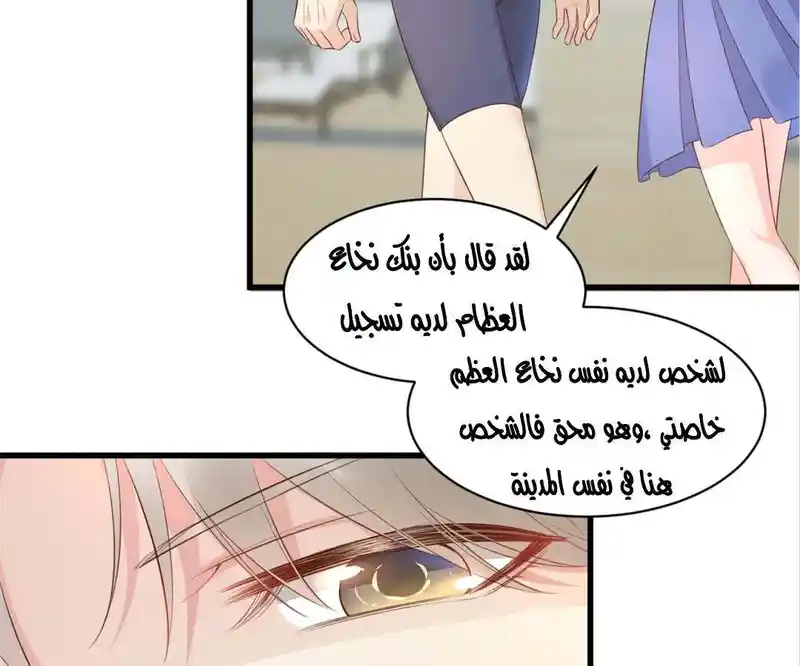 لقد قال بأن بنك نخاع
العظام لديه تسجيل
لشخص لديه نفس نخاع العظم
خاصتي ،وهو محق فالشخص
هنا في نفس المدينة